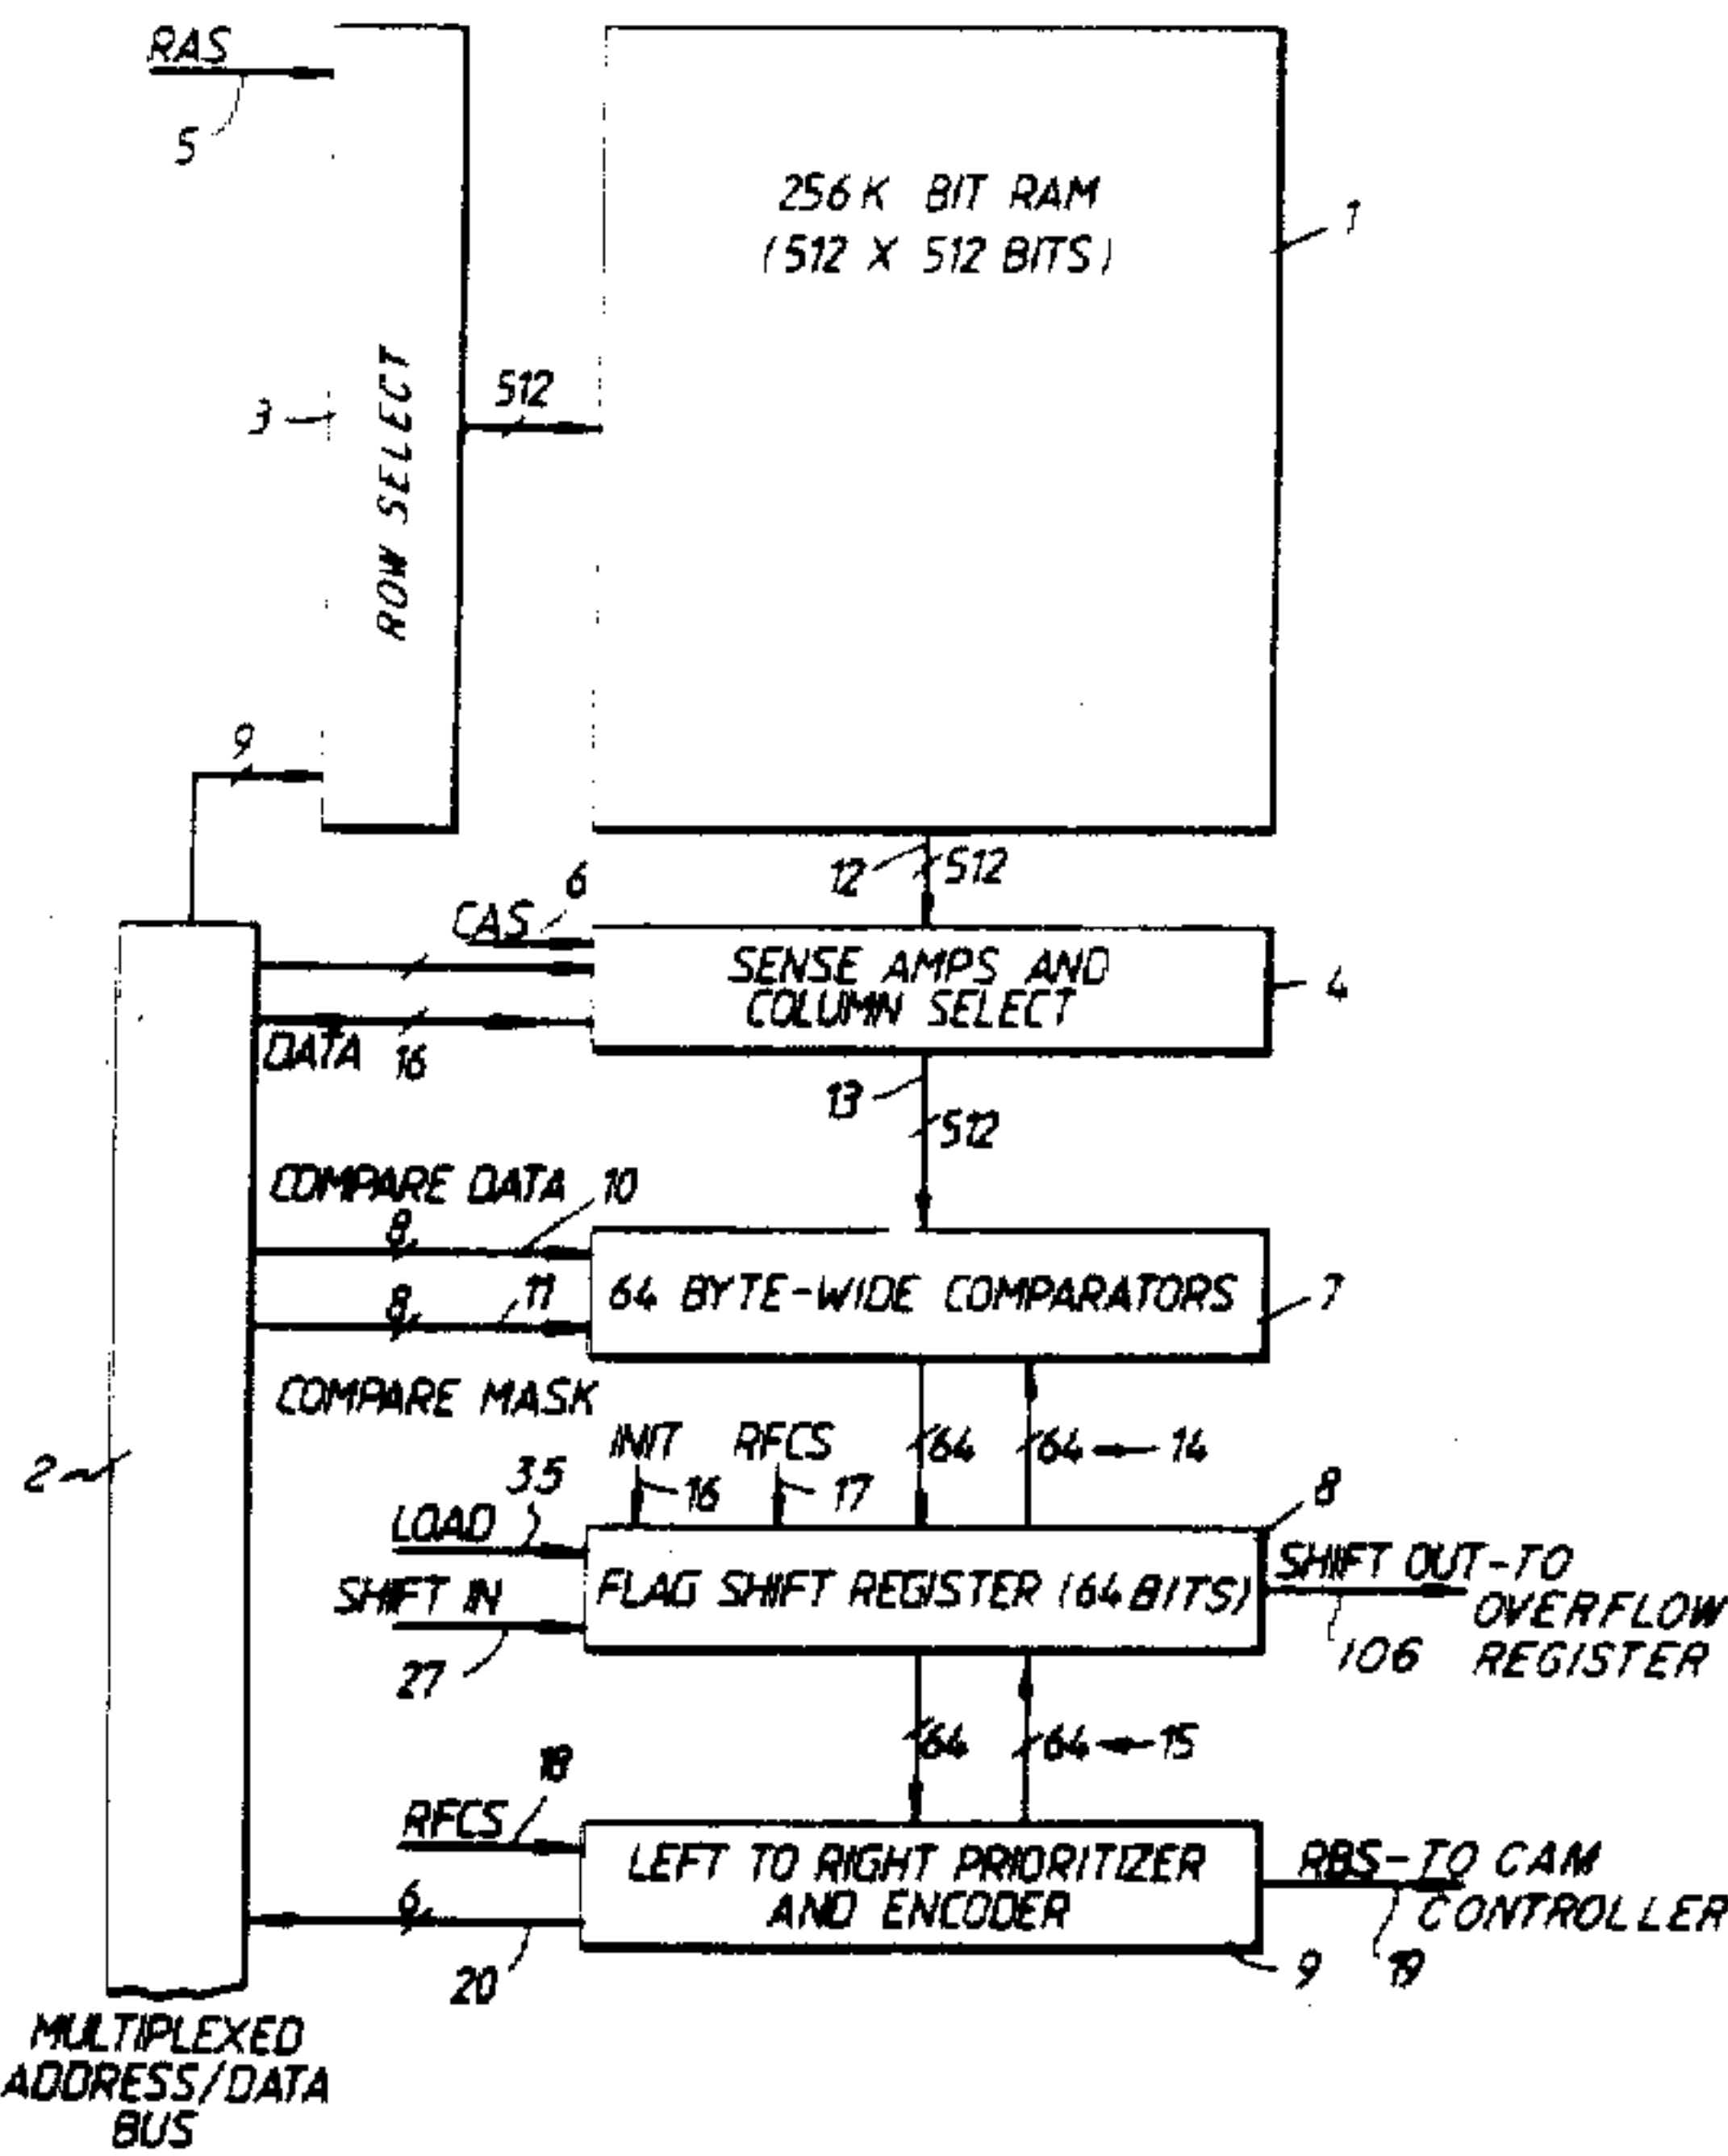 RAS
5
256K BIT RAM
(512 X 512 BITS)
1
3
ROW SELECT
512
9
12
512
6
CAS
SENSE AMPS AND
COLUMN SELECT
4
DATA
16
13
512
COMPARE DATA
10
8
64 BYTE-WIDE COMPARATORS
7
8
11
COMPARE MASK
2
INIT
RFCS
64
64
14
16
17
8
35
LOAD
SHIFT IN
27
FLAG SHIFT REGISTER (64 BITS)
SHIFT OUT-TO
OVERFLOW
REGISTER
106
64
64
15
18
RFCS
LEFT TO RIGHT PRIORITIZER
AND ENCODER
RBS-TO CAM
CONTROLLER
6
20
9
19
MULTIPLEXED
ADDRESS/DATA
BUS